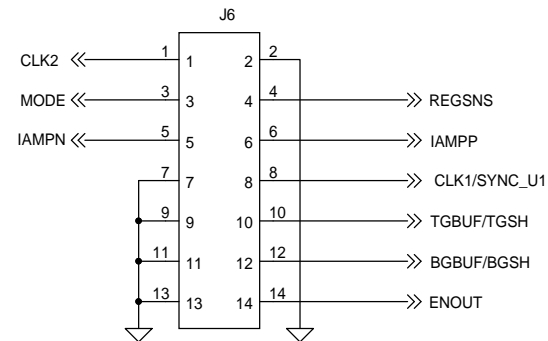 J6
CLK2 1 1 2 2
MODE 3 3 4 4 REGSNS
IAMPN 5 5 6 6 IAMPP
7 7 8 8 CLK1/SYNC_U1
9 9 10 10 TGBUF/TGSH
11 11 12 12 BGBUF/BGSH
13 13 14 14 ENOUT